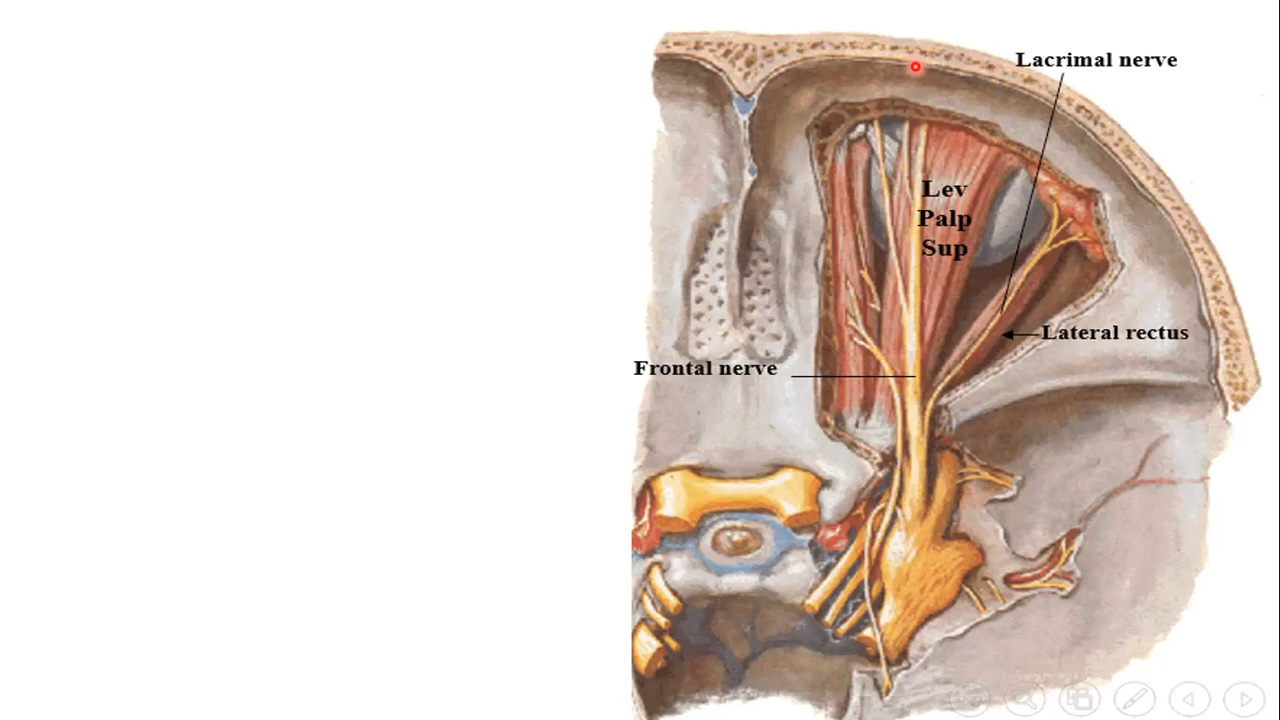 Lacrimal nerve
Lev
Palp
Sup
Lateral rectus
Frontal nerve